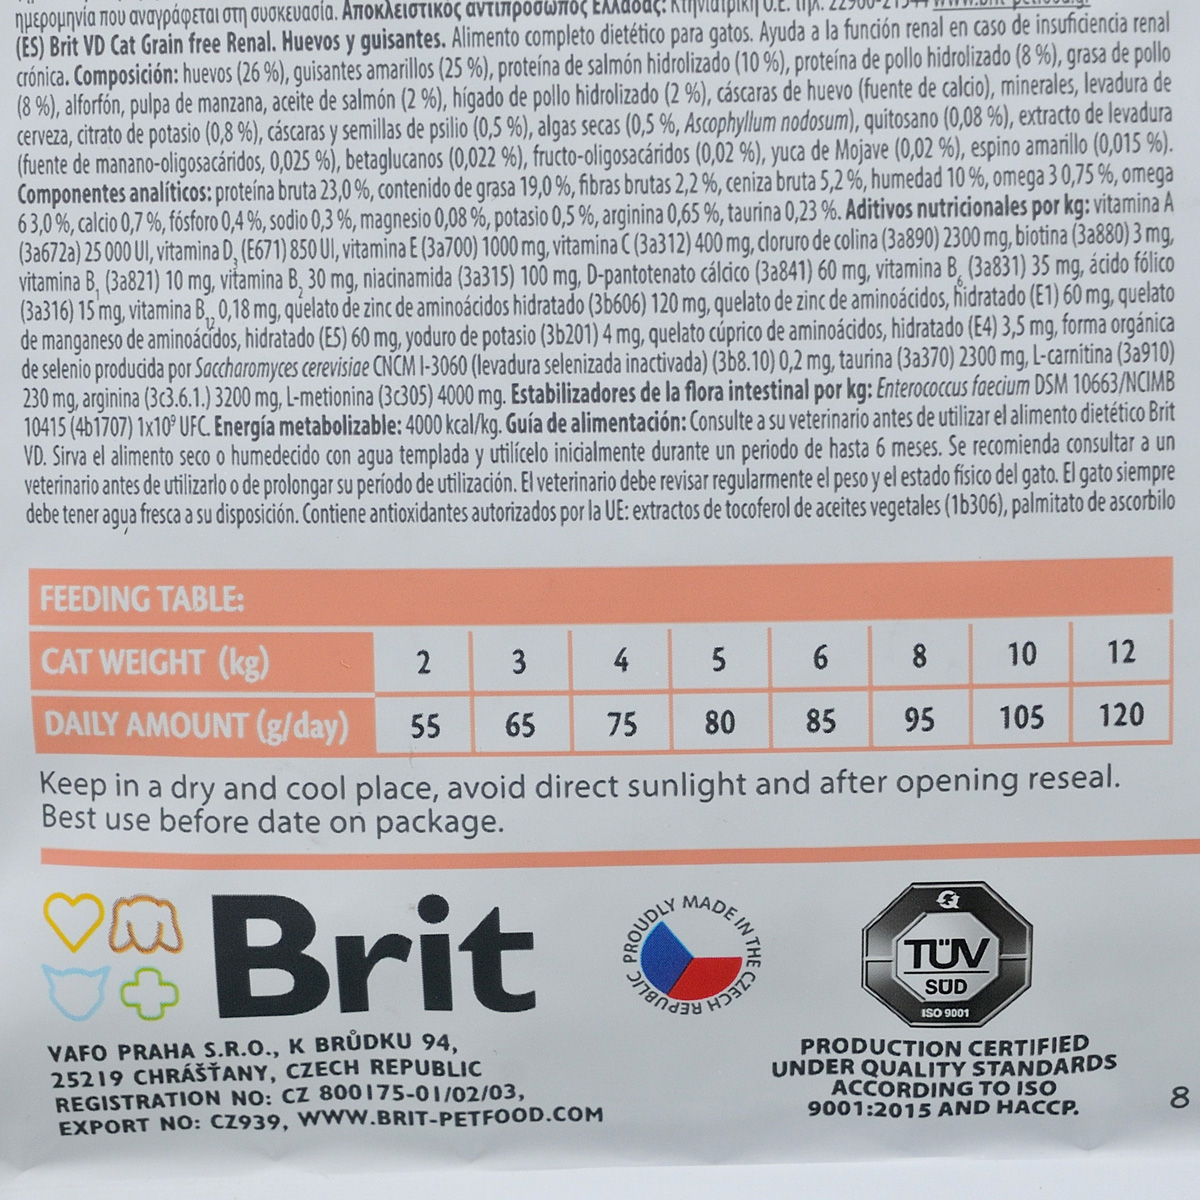 ημερομηνία που αναγράφεται στη συσκευασία. Αποκλειστικός αντιπρόσωπος Ελλάδας: Κτηνιατρική Ο.Ε.
(ES) Brit VD Cat Grain free Renal. Huevos y guisantes. Alimento completo dietético para gatos. Ayuda a la función renal en caso de insuficiencia renal
crónica. Composición: huevos (26 %), guisantes amarillos (25 %), proteína de salmón hidrolizado (10 %), proteína de pollo hidrolizado (8 %), grasa de pollo
(8 %), alforfón, pulpa de manzana, aceite de salmón (2 %), hígado de pollo hidrolizado (2 %), cáscaras de huevo (fuente de calcio), minerales, levadura de
cerveza, citrato de potasio (0,8 %), cáscaras y semillas de psilio (0,5 %), algas secas (0,5 %, Ascophyllum nodosum), quitosano (0,08 %), extracto de levadura
(fuente de manano-oligosacáridos, 0,025 %), betaglucanos (0,022 %), fructo-oligosacáridos (0,02 %), yuca de Mojave (0,02 %), espino amarillo (0,015 %).
Componentes analíticos: proteína bruta 23,0 %, contenido de grasa 19,0 %, fibras brutas 2,2 %, ceniza bruta 5,2 %, humedad 10 %, omega 3 0,75 %, omega
6 3,0 %, calcio 0,7 %, fósforo 0,4 %, sodio 0,3 %, magnesio 0,08 %, potasio 0,5 %, arginina 0,65 %, taurina 0,23 %. Aditivos nutricionales por kg: vitamina A
(3a672a) 25 000 UI, vitamina D₃ (E671) 850 UI, vitamina E (3a700) 1000 mg, vitamina C (3a312) 400 mg, cloruro de colina (3a890) 2300 mg, biotina (3a880) 3 mg,
vitamina B₁ (3a821) 10 mg, vitamina B₂ 30 mg, niacinamida (3a315) 100 mg, D-pantotenato cálcico (3a841) 60 mg, vitamina B₆ (3a831) 35 mg, ácido fólico
(3a316) 15 mg, vitamina B₁₂ 0,18 mg, quelato de zinc de aminoácidos hidratado (3b606) 120 mg, quelato de zinc de aminoácidos, hidratado (E1) 60 mg, quelato
de manganeso de aminoácidos, hidratado (E5) 60 mg, yoduro de potasio (3b201) 4 mg, quelato cúprico de aminoácidos, hidratado (E4) 3,5 mg, forma orgánica
de selenio producida por Saccharomyces cerevisiae CNCM I-3060 (levadura selenizada inactivada) (3b8.10) 0,2 mg, taurina (3a370) 2300 mg, L-carnitina (3a910)
230 mg, arginina (3c3.6.1.) 3200 mg, L-metionina (3c305) 4000 mg. Estabilizadores de la flora intestinal por kg: Enterococcus faecium DSM 10663/NCIMB
10415 (4b1707) 1x10⁹ UFC. Energía metabolizable: 4000 kcal/kg. Guía de alimentación: Consulte a su veterinario antes de utilizar el alimento dietético Brit
VD. Sirva el alimento seco o humedecido con agua templada y utilícelo inicialmente durante un periodo de hasta 6 meses. Se recomienda consultar a un
veterinario antes de utilizarlo o de prolongar su período de utilización. El veterinario debe revisar regularmente el peso y el estado físico del gato. El gato siempre
debe tener agua fresca a su disposición. Contiene antioxidantes autorizados por la UE: extractos de tocoferol de aceites vegetales (1b306), palmitato de ascorbilo
FEEDING TABLE:
CAT WEIGHT (kg) 2 3 4 5 6 8 10 12
DAILY AMOUNT (g/day) 55 65 75 80 85 95 105 120
Keep in a dry and cool place, avoid direct sunlight and after opening reseal.
Best use before date on package.
Brit
PROUDLY MADE IN THE CZECH REPUBLIC
TÜV
SÜD
ISO 9001
VAFO PRAHA S.R.O., K BRŮDKU 94,
25219 CHRÁŠŤANY, CZECH REPUBLIC
REGISTRATION NO: CZ 800175-01/02/03,
EXPORT NO: CZ939, WWW.BRIT-PETFOOD.COM
PRODUCTION CERTIFIED
UNDER QUALITY STANDARDS
ACCORDING TO ISO
9001:2015 AND HACCP.
8